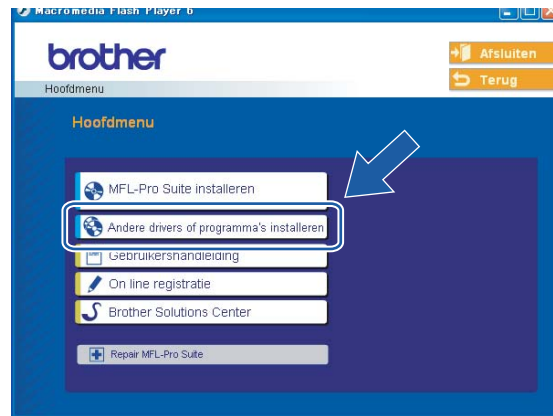 Macromedia Flash Player 6
brother
Afsluiten
Terug
Hoofdmenu
Hoofdmenu
MFL-Pro Suite installeren
Andere drivers of programma's installeren
Gebruikershandleiding
On line registratie
Brother Solutions Center
Repair MFL-Pro Suite